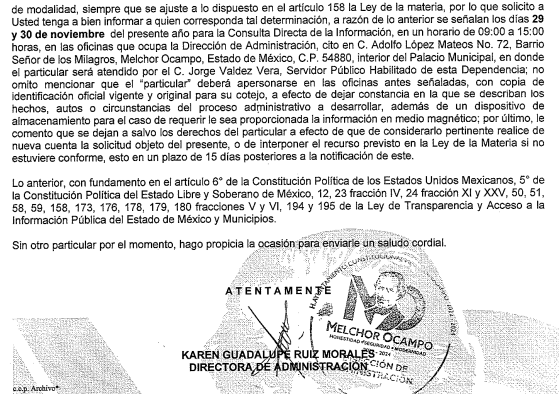 de modalidad, siempre que se ajuste a lo dispuesto en el artículo 158 la Ley de la materia, por lo que solicito a
Usted tenga a bien informar a quien corresponda tal determinación, a razón de lo anterior se señalan los días 29
y 30 de noviembre del presente año para la Consulta Directa de la Información, en un horario de 09:00 a 15:00
horas, en las oficinas que ocupa la Dirección de Administración, cito en C. Adolfo López Mateos No. 72, Barrio
Señor de los Milagros, Melchor Ocampo, Estado de México, C.P. 54880, interior del Palacio Municipal, en donde
el particular será atendido por el C. Jorge Valdez Vera, Servidor Público Habilitado de esta Dependencia; no
omito mencionar que el "particular" deberá apersonarse en las oficinas antes señaladas, con copia de
identificación oficial vigente y original para su cotejo, a efecto de dejar constancia en la que se describan los
hechos, autos o circunstancias del proceso administrativo a desarrollar, además de un dispositivo de
almacenamiento para el caso de requerir le sea proporcionada la información en medio magnético; por último, le
comento que se dejan a salvo los derechos del particular a efecto de que de considerarlo pertinente realice de
nueva cuenta la solicitud objeto del presente, o de interponer el recurso previsto en la Ley de la Materia si no
estuviere conforme, esto en un plazo de 15 días posteriores a la notificación de este.
Lo anterior, con fundamento en el artículo 6° de la Constitución Política de los Estados Unidos Mexicanos, 5° de
la Constitución Política del Estado Libre y Soberano de México, 12, 23 fracción IV, 24 fracción XI y XXV, 50, 51,
58, 59, 158, 173, 176, 178, 179, 180 fracciones V y VI, 194 y 195 de la Ley de Transparencia y Acceso a la
Información Pública del Estado de México y Municipios.
Sin otro particular por el momento, hago propicia la ocasión para enviarle un saludo cordial.
ATENTAMENTE
H. AYUNTAMIENTO CONSTITUCIONAL
MELCHOR OCAMPO
HONESTIDAD •SEGURIDAD •MODERNIDAD
KAREN GUADALUPE RUIZ MORALES
DIRECTORA DE ADMINISTRACIÓN
DIRECCIÓN DE
c.c.p. Archivo*